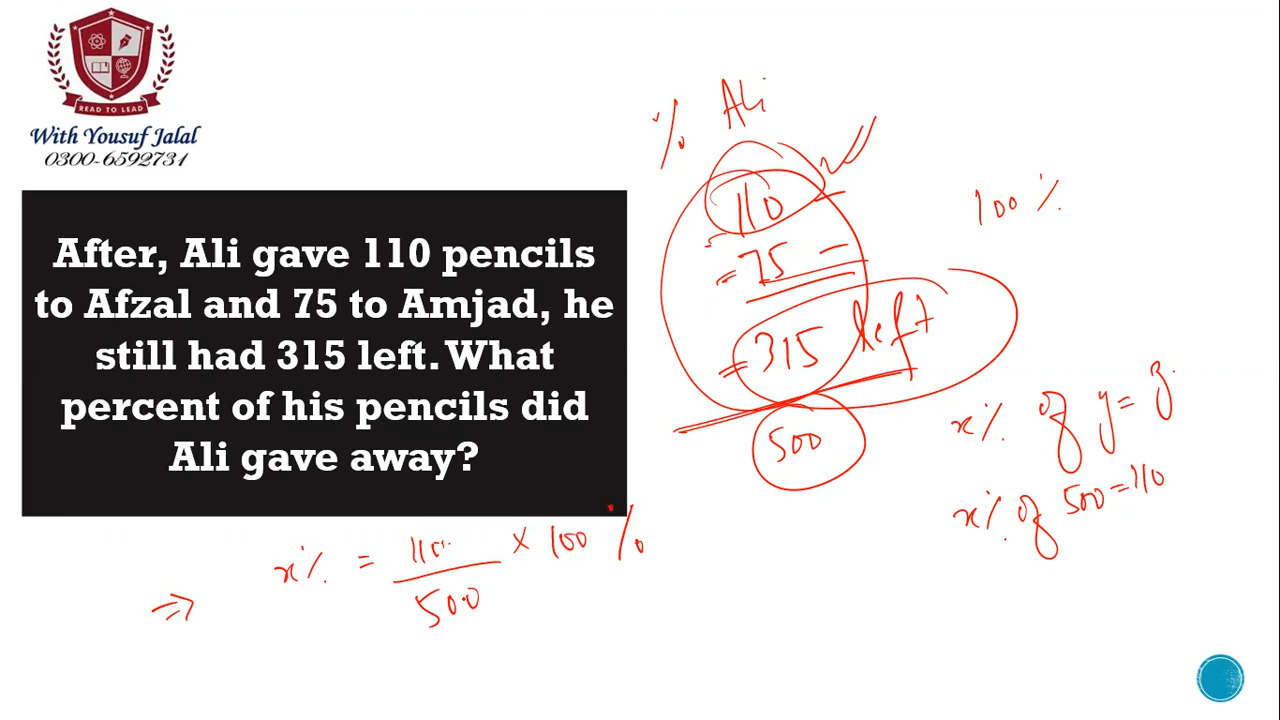 READ TO LEAD
With Yousuf Jalal
0300-6592731
After, Ali gave 110 pencils
to Afzal and 75 to Amjad, he
still had 315 left. What
percent of his pencils did
Ali gave away?
% Ali
110 -
= 75 -
= 315 left
500
100 %
x% of y = z
x% of 500 = 110
⇒ x% = 110/500 × 100 %